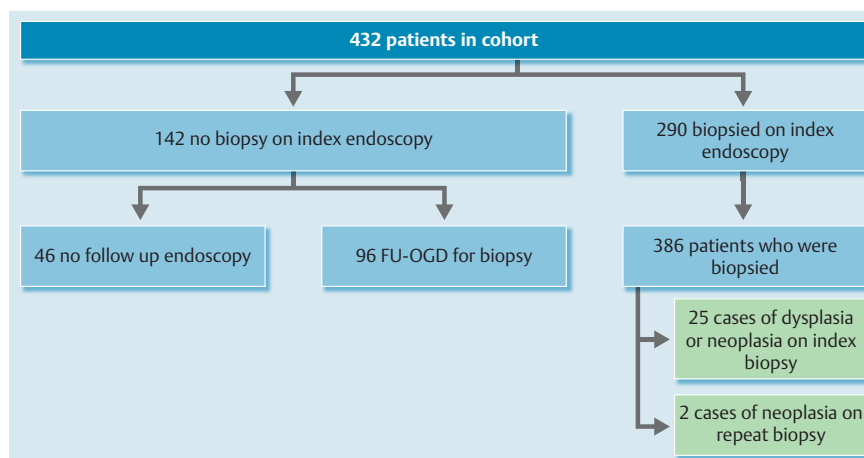 432 patients in cohort
142 no biopsy on index endoscopy
290 biopsied on index
endoscopy
46 no follow up endoscopy
96 FU-OGD for biopsy
386 patients who were
biopsied
25 cases of dysplasia
or neoplasia on index
biopsy
2 cases of neoplasia on
repeat biopsy